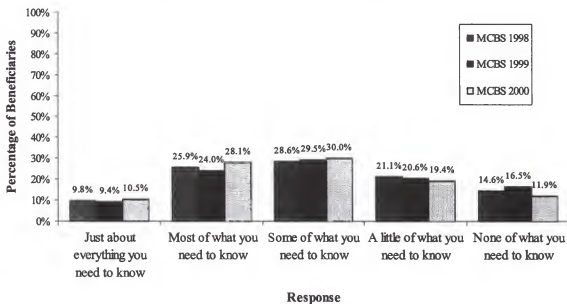 100%
90%
80%
70%
60%
50%
40%
30%
20%
10%
0%
Percentage of Beneficiaries
MCBS 1998
MCBS 1999
MCBS 2000
9.8% 9.4% 10.5%
25.9% 24.0% 28.1%
28.6% 29.5% 30.0%
21.1% 20.6% 19.4%
14.6% 16.5% 11.9%
Just about
everything you
need to know
Most of what you
need to know
Some of what you
need to know
A little of what you
need to know
None of what you
need to know
Response